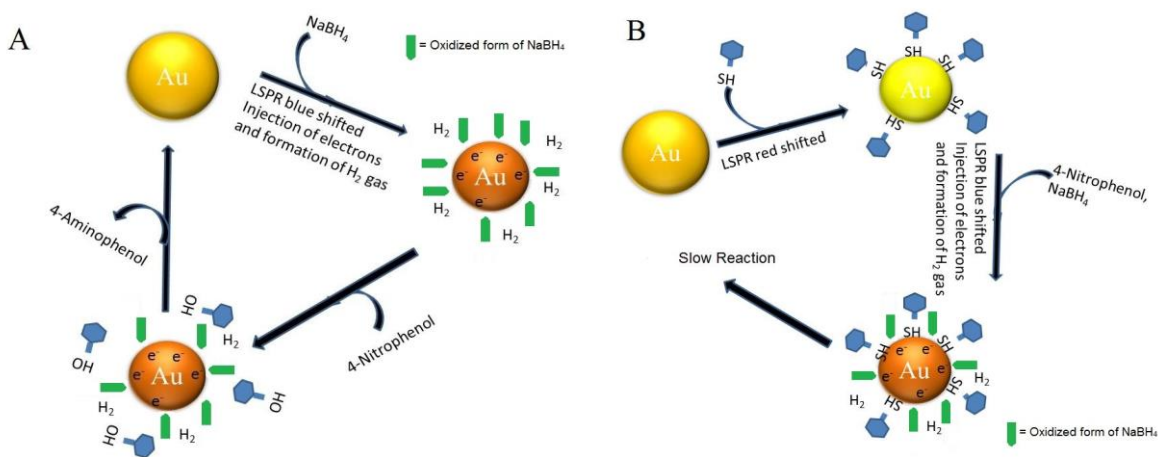 A
Au
NaBH₄
= Oxidized form of NaBH₄
LSPR blue shifted
Injection of electrons
and formation of H₂ gas
H₂
H₂
H₂
H₂
H₂
H₂
e⁻ e⁻ e⁻
e⁻ e⁻
Au
e⁻
4-Aminophenol
4-Nitrophenol
HO
H₂
OH
e⁻ e⁻ e⁻
e⁻ e⁻
Au
e⁻
OH
H₂
HO
H₂
B
Au
SH
LSPR red shifted
SH
SH
SH
Au
HS
HS
LSPR blue shifted
Injection of electrons
and formation of H₂ gas
4-Nitrophenol,
NaBH₄
Slow Reaction
SH
SH
SH
e⁻ e⁻
e⁻ e
Au
e⁻
HS
HS
H₂
H₂
H₂
H₂
= Oxidized form of NaBH₄